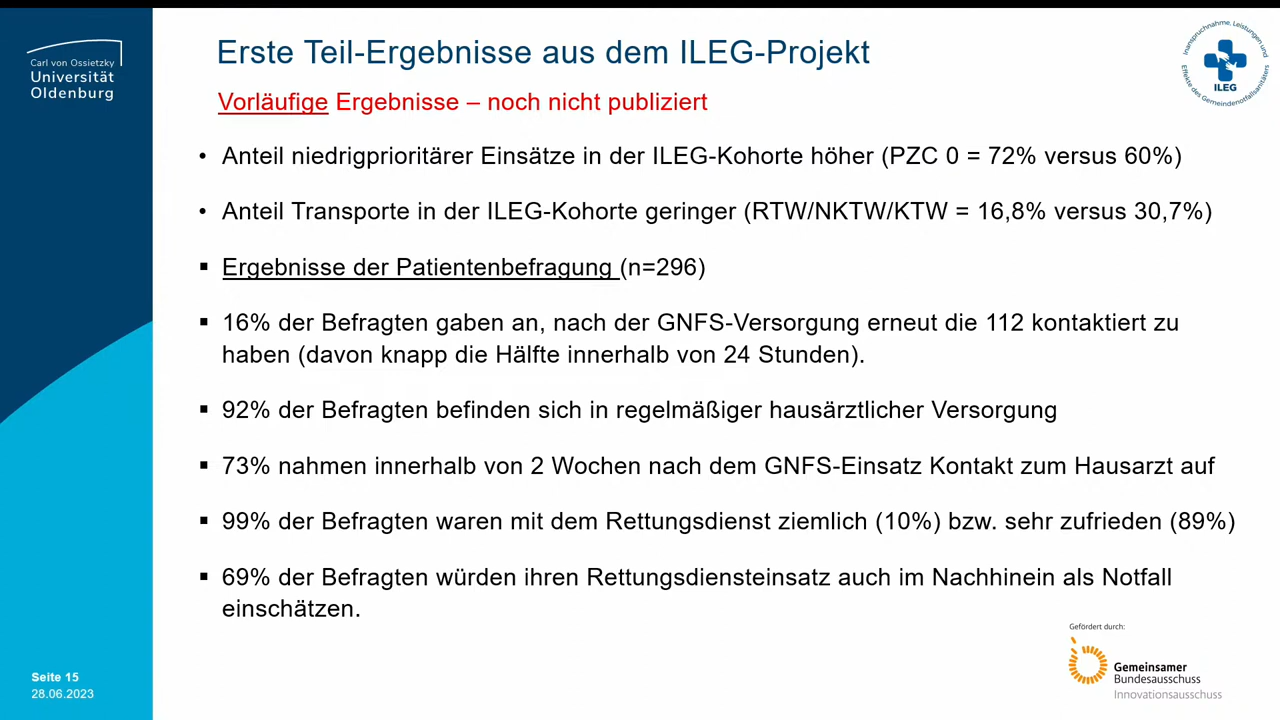 Carl von Ossietzky
Universität
Oldenburg
Erste Teil-Ergebnisse aus dem ILEG-Projekt
Inanspruchnahme, Leistungen und
Effekte des Gemeindenotfallsanitäters
ILEG
Vorläufige Ergebnisse – noch nicht publiziert
• Anteil niedrigprioritärer Einsätze in der ILEG-Kohorte höher (PZC 0 = 72% versus 60%)
• Anteil Transporte in der ILEG-Kohorte geringer (RTW/NKTW/KTW = 16,8% versus 30,7%)
▪ Ergebnisse der Patientenbefragung (n=296)
▪ 16% der Befragten gaben an, nach der GNFS-Versorgung erneut die 112 kontaktiert zu
haben (davon knapp die Hälfte innerhalb von 24 Stunden).
▪ 92% der Befragten befinden sich in regelmäßiger hausärztlicher Versorgung
▪ 73% nahmen innerhalb von 2 Wochen nach dem GNFS-Einsatz Kontakt zum Hausarzt auf
▪ 99% der Befragten waren mit dem Rettungsdienst ziemlich (10%) bzw. sehr zufrieden (89%)
▪ 69% der Befragten würden ihren Rettungsdiensteinsatz auch im Nachhinein als Notfall
einschätzen.
Gefördert durch:
Gemeinsamer
Bundesausschuss
Innovationsausschuss
Seite 15
28.06.2023